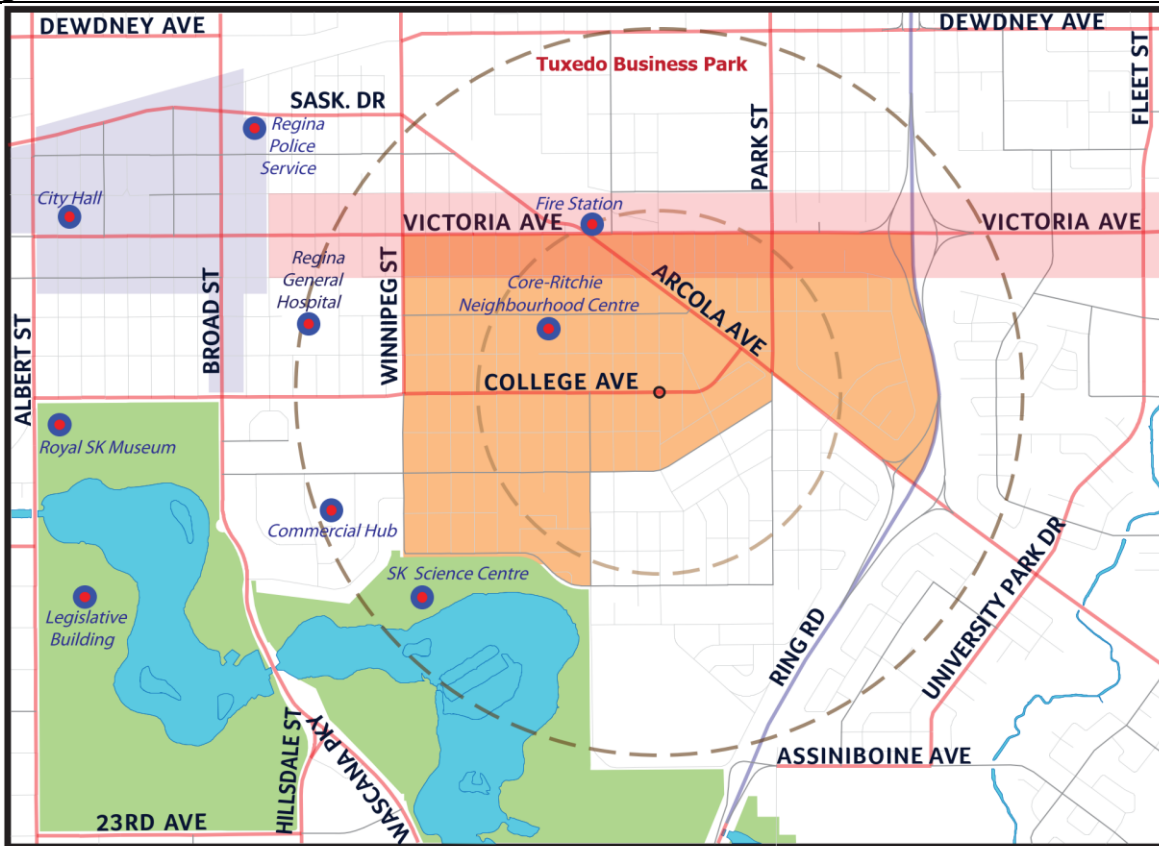 DEWDNEY AVE
DEWDNEY AVE
Tuxedo Business Park
FLEET ST
SASK. DR
Regina
Police
Service
PARK ST
City Hall
Fire Station
VICTORIA AVE
VICTORIA AVE
Regina
General
Hospital
WINNIPEG ST
BROAD ST
ALBERT ST
Core-Ritchie
Neighbourhood Centre
ARCOLA AVE
COLLEGE AVE
Royal SK Museum
Commercial Hub
SK Science Centre
Legislative
Building
RING RD
UNIVERSITY PARK DR
HILLSDALE ST
WASCANA PKY
ASSINIBOINE AVE
23RD AVE